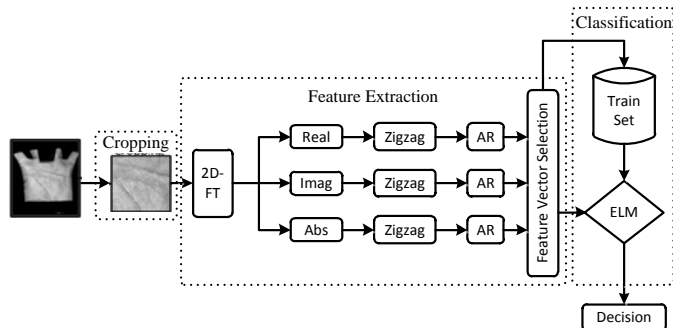 Classification
Feature Extraction
Cropping
2D-
FT
Real
Zigzag
AR
Imag
Zigzag
AR
Abs
Zigzag
AR
Feature Vector Selection
Train
Set
ELM
Decision